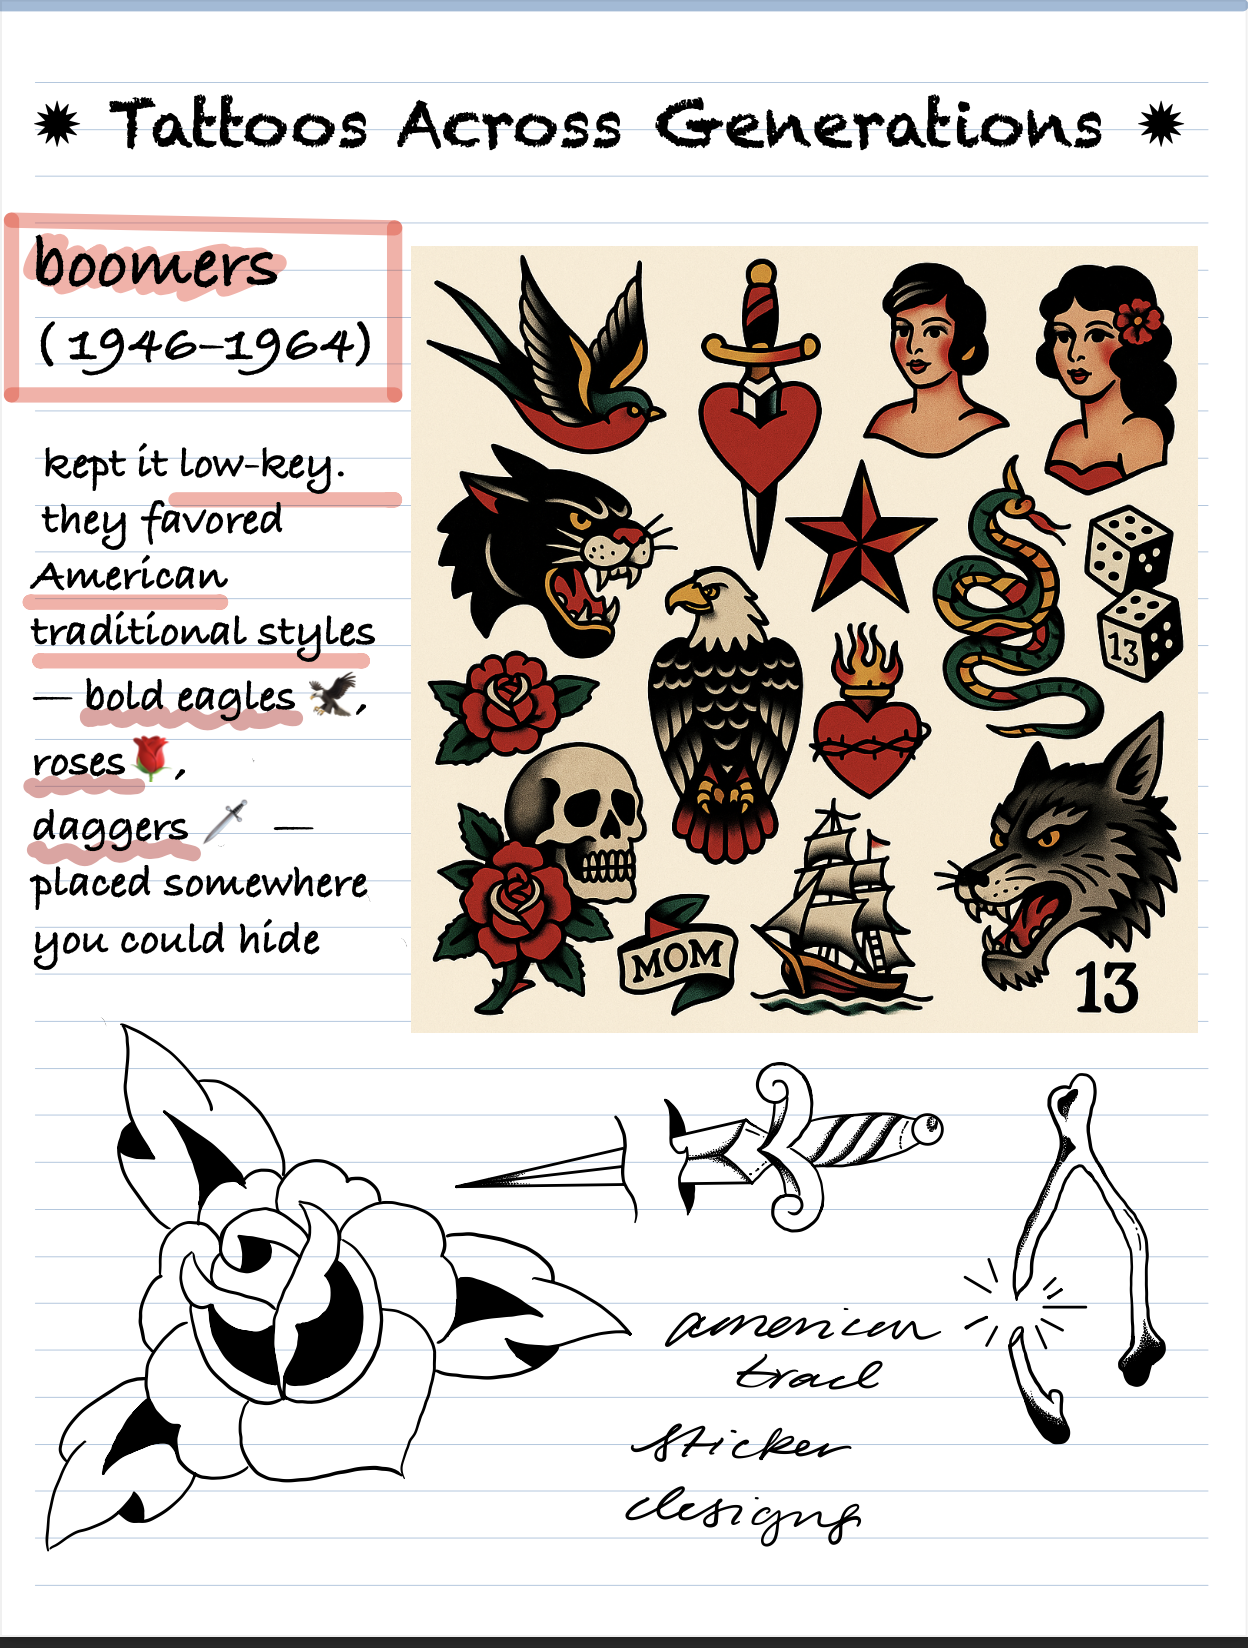 ✹ Tattoos Across Generations ✹
boomers
(1946–1964)
kept it low-key.
they favored
American
traditional styles
— bold eagles 🦅,
roses🌹,
daggers 🗡 —
placed somewhere
you could hide
13
MOM
13
american
trad
sticker
designs